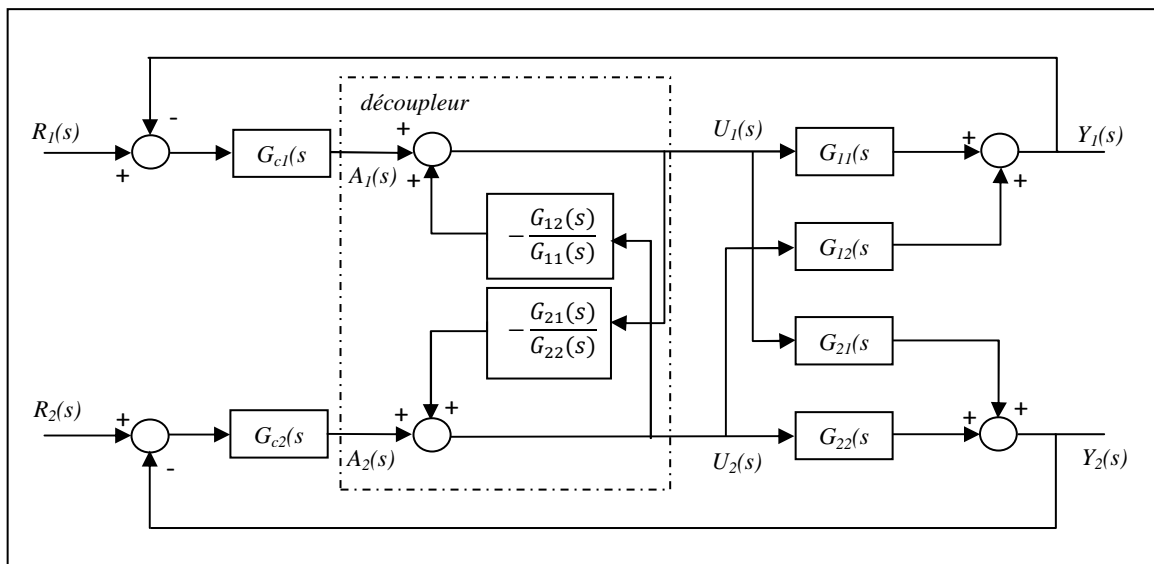 découpleur
R1(s)
-
+
Gc1(s
A1(s)
+
+
U1(s)
G11(s
+
+
Y1(s)
− G12(s)
G11(s)
G12(s
− G21(s)
G22(s)
G21(s
R2(s)
+
-
Gc2(s
A2(s)
+
+
U2(s)
G22(s
+
+
Y2(s)